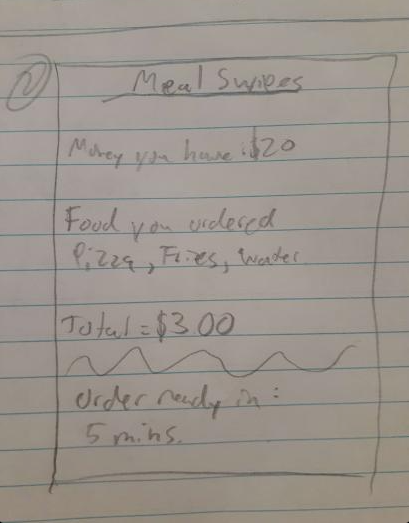 2
Meal Swipes
Money you have: $20
Food you ordered
Pizza, Fries, Water
Total = $3.00
order ready in:
5 mins.